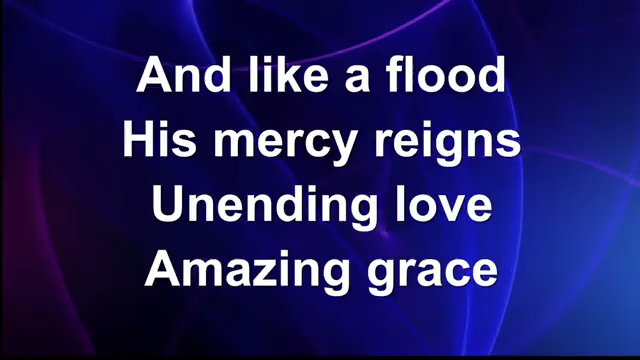 And like a flood
His mercy reigns
Unending love
Amazing grace